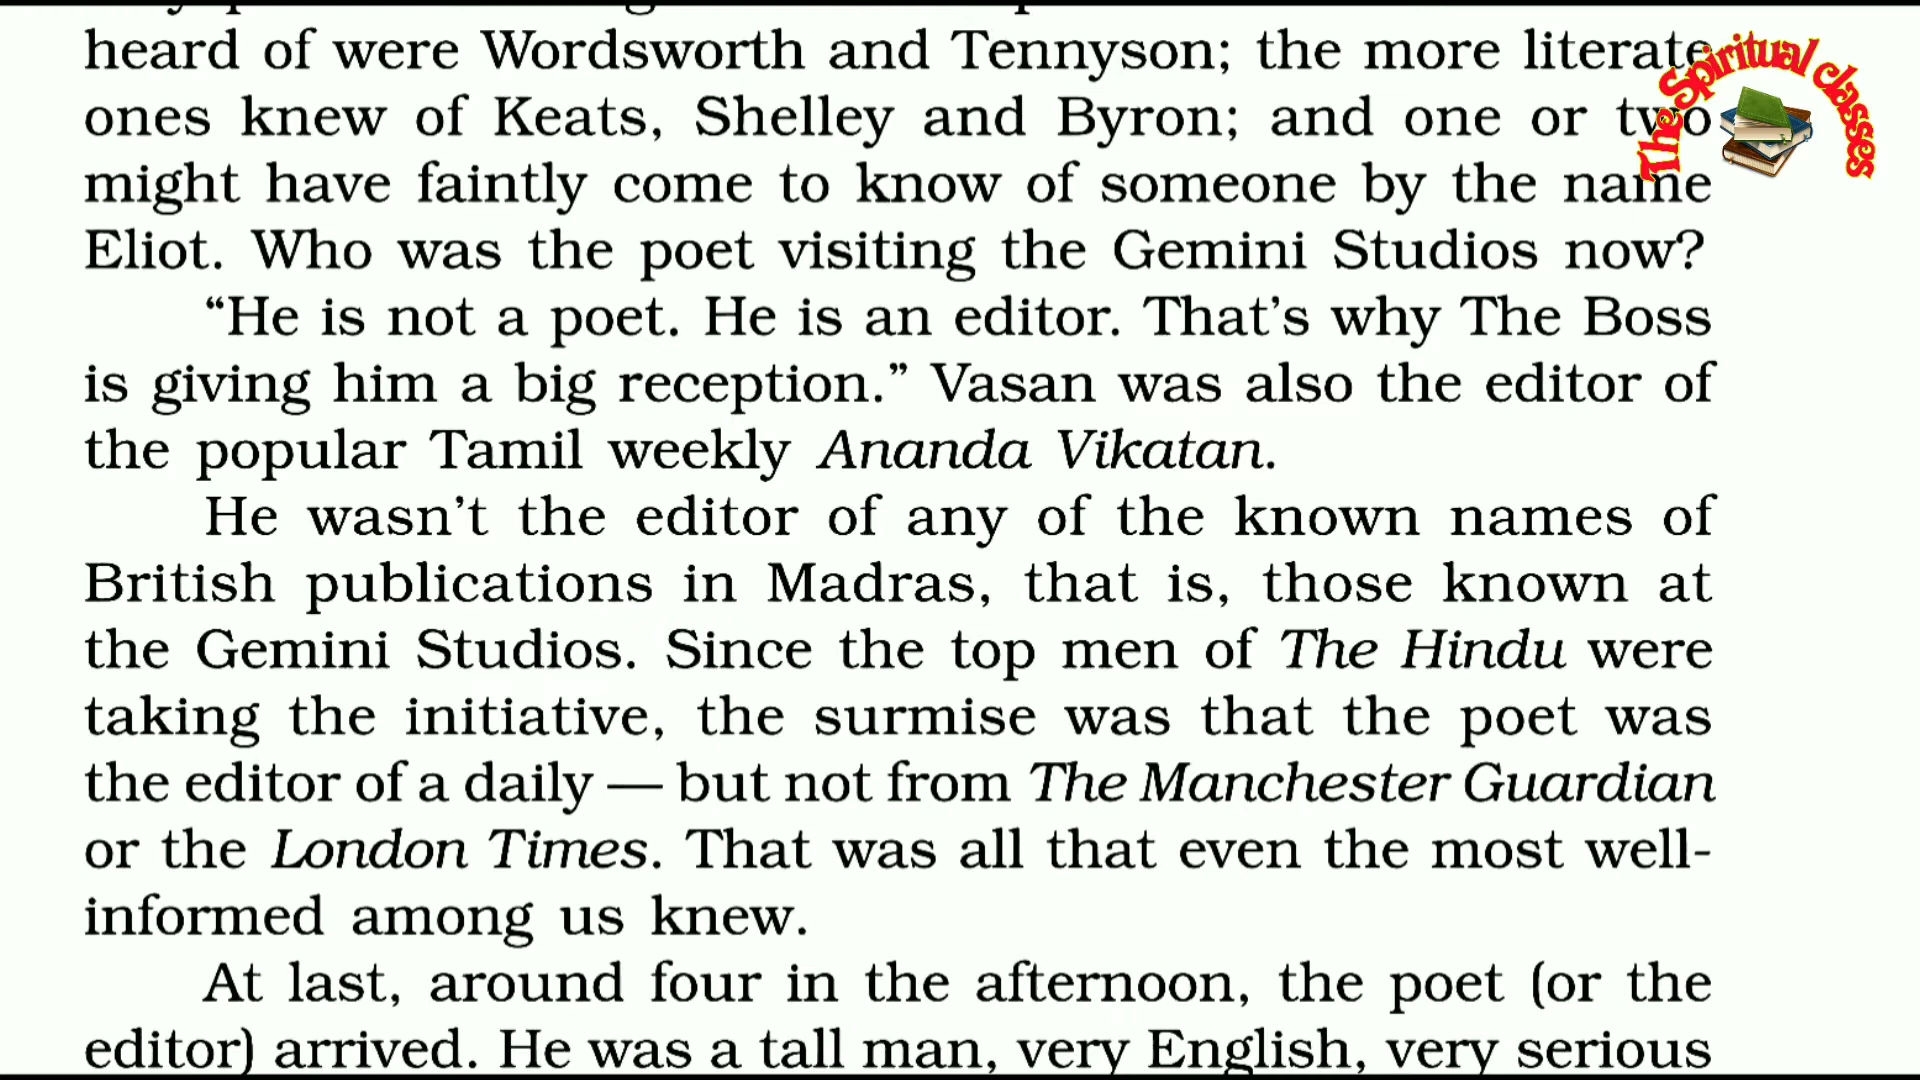 heard of were Wordsworth and Tennyson; the more literate
ones knew of Keats, Shelley and Byron; and one or two
might have faintly come to know of someone by the name
Eliot. Who was the poet visiting the Gemini Studios now?
“He is not a poet. He is an editor. That’s why The Boss
is giving him a big reception.” Vasan was also the editor of
the popular Tamil weekly Ananda Vikatan.
He wasn’t the editor of any of the known names of
British publications in Madras, that is, those known at
the Gemini Studios. Since the top men of The Hindu were
taking the initiative, the surmise was that the poet was
the editor of a daily — but not from The Manchester Guardian
or the London Times. That was all that even the most well-
informed among us knew.
At last, around four in the afternoon, the poet (or the
editor) arrived. He was a tall man, very English, very serious
The Spiritual classes